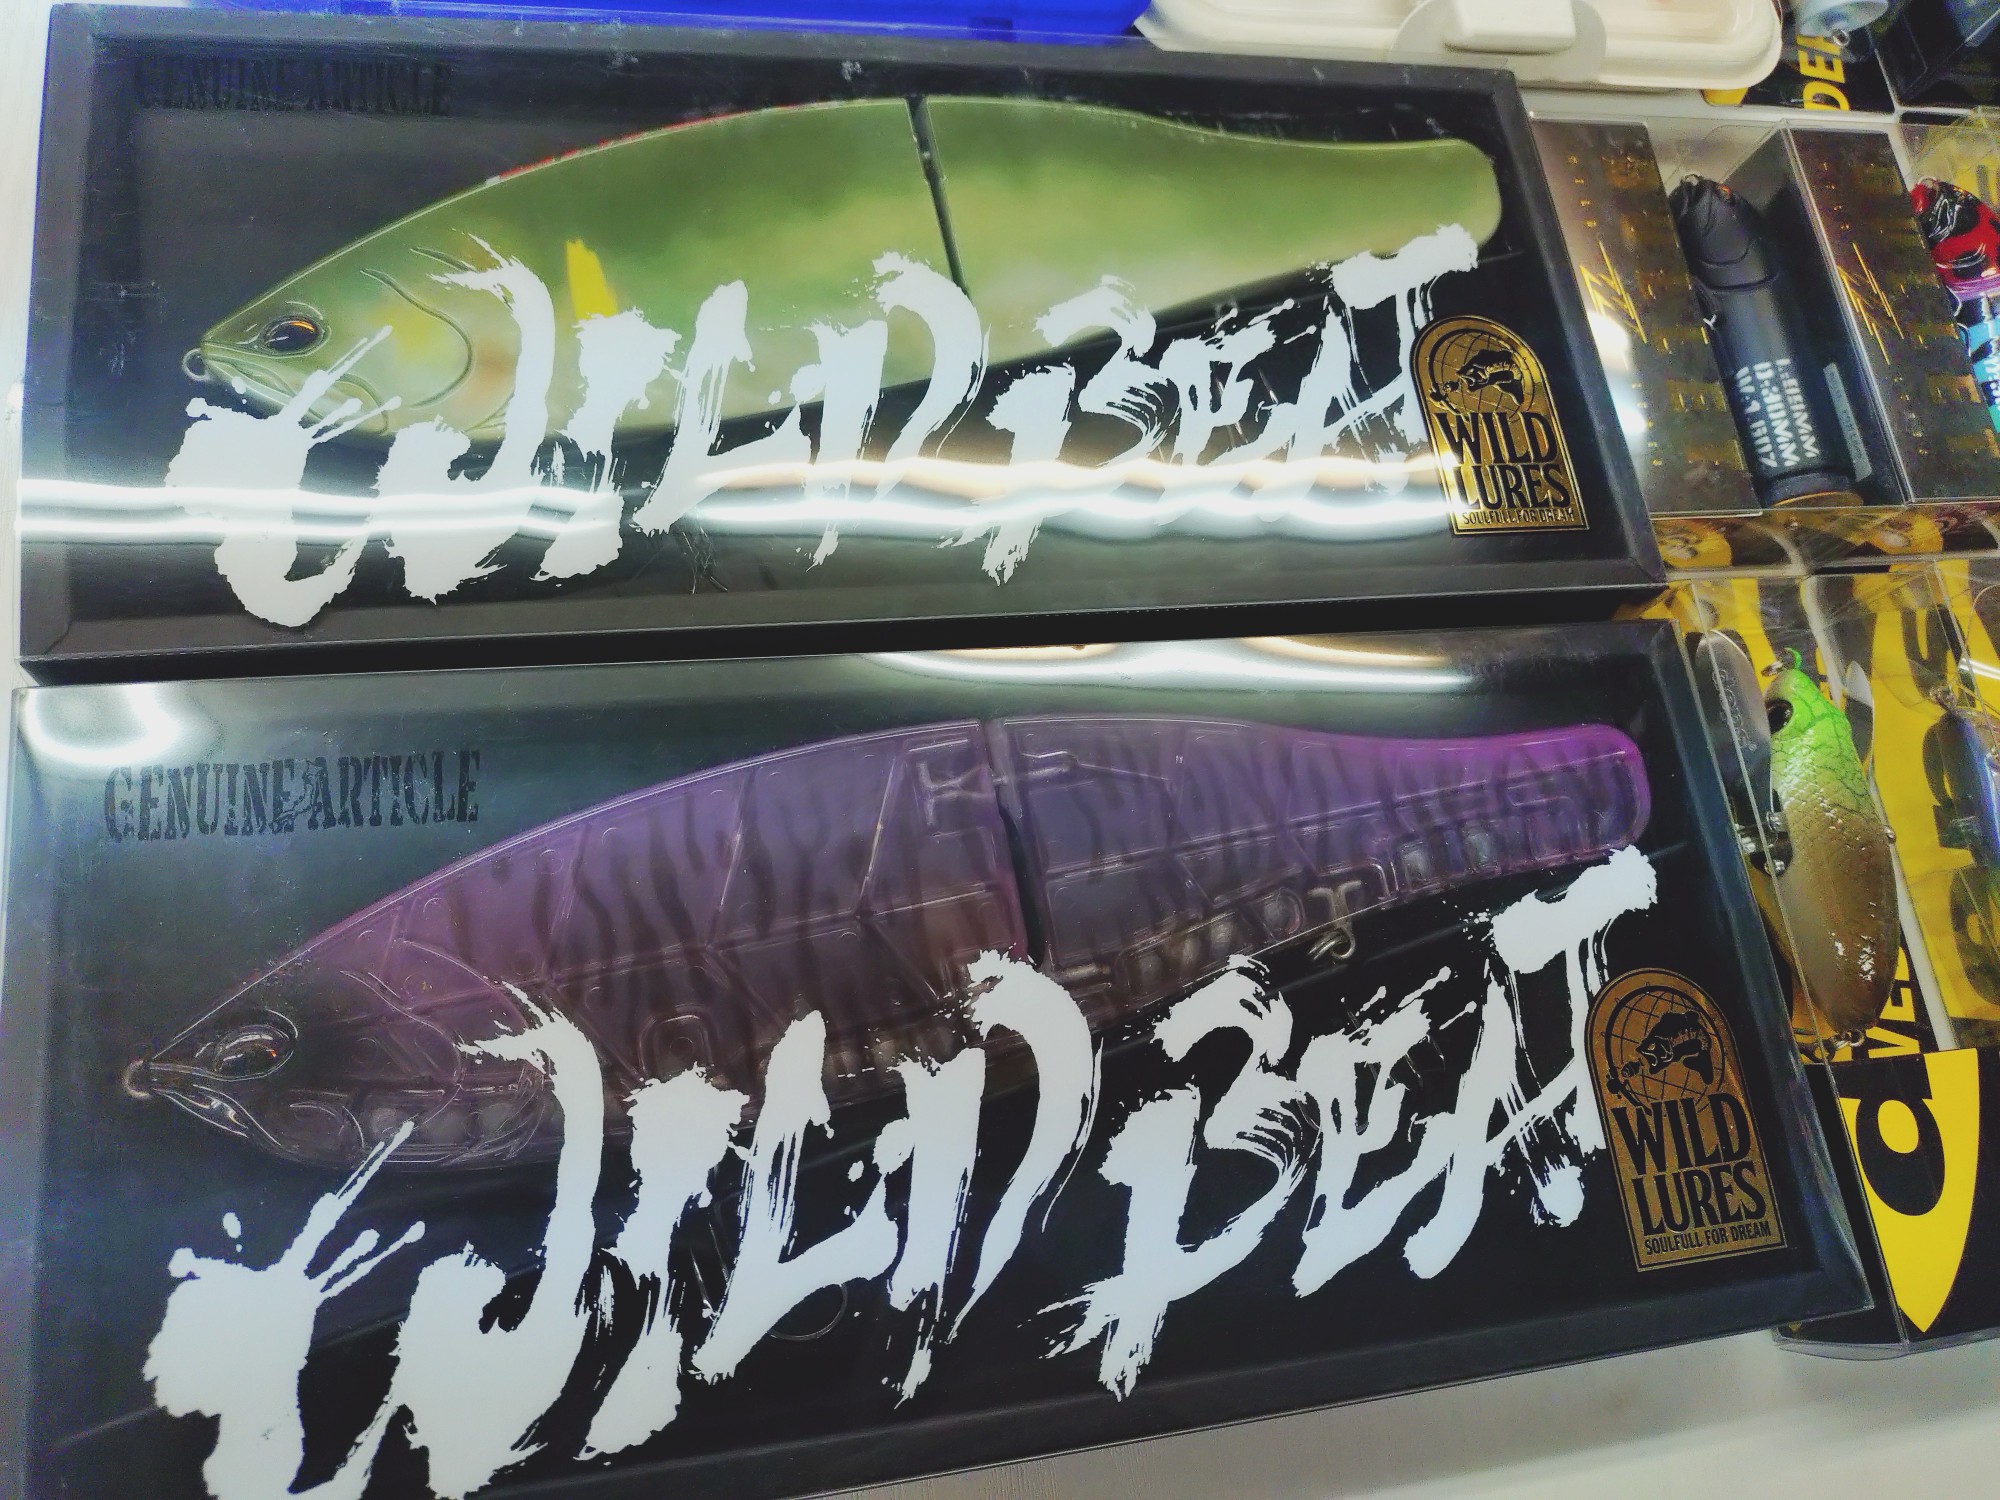 GENUINE ARTICLE
WILD BEAT
WILD
LURES
SOULFULL FOR DREAM
GENUINE ARTICLE
WILD BEAT
WILD
LURES
SOULFULL FOR DREAM